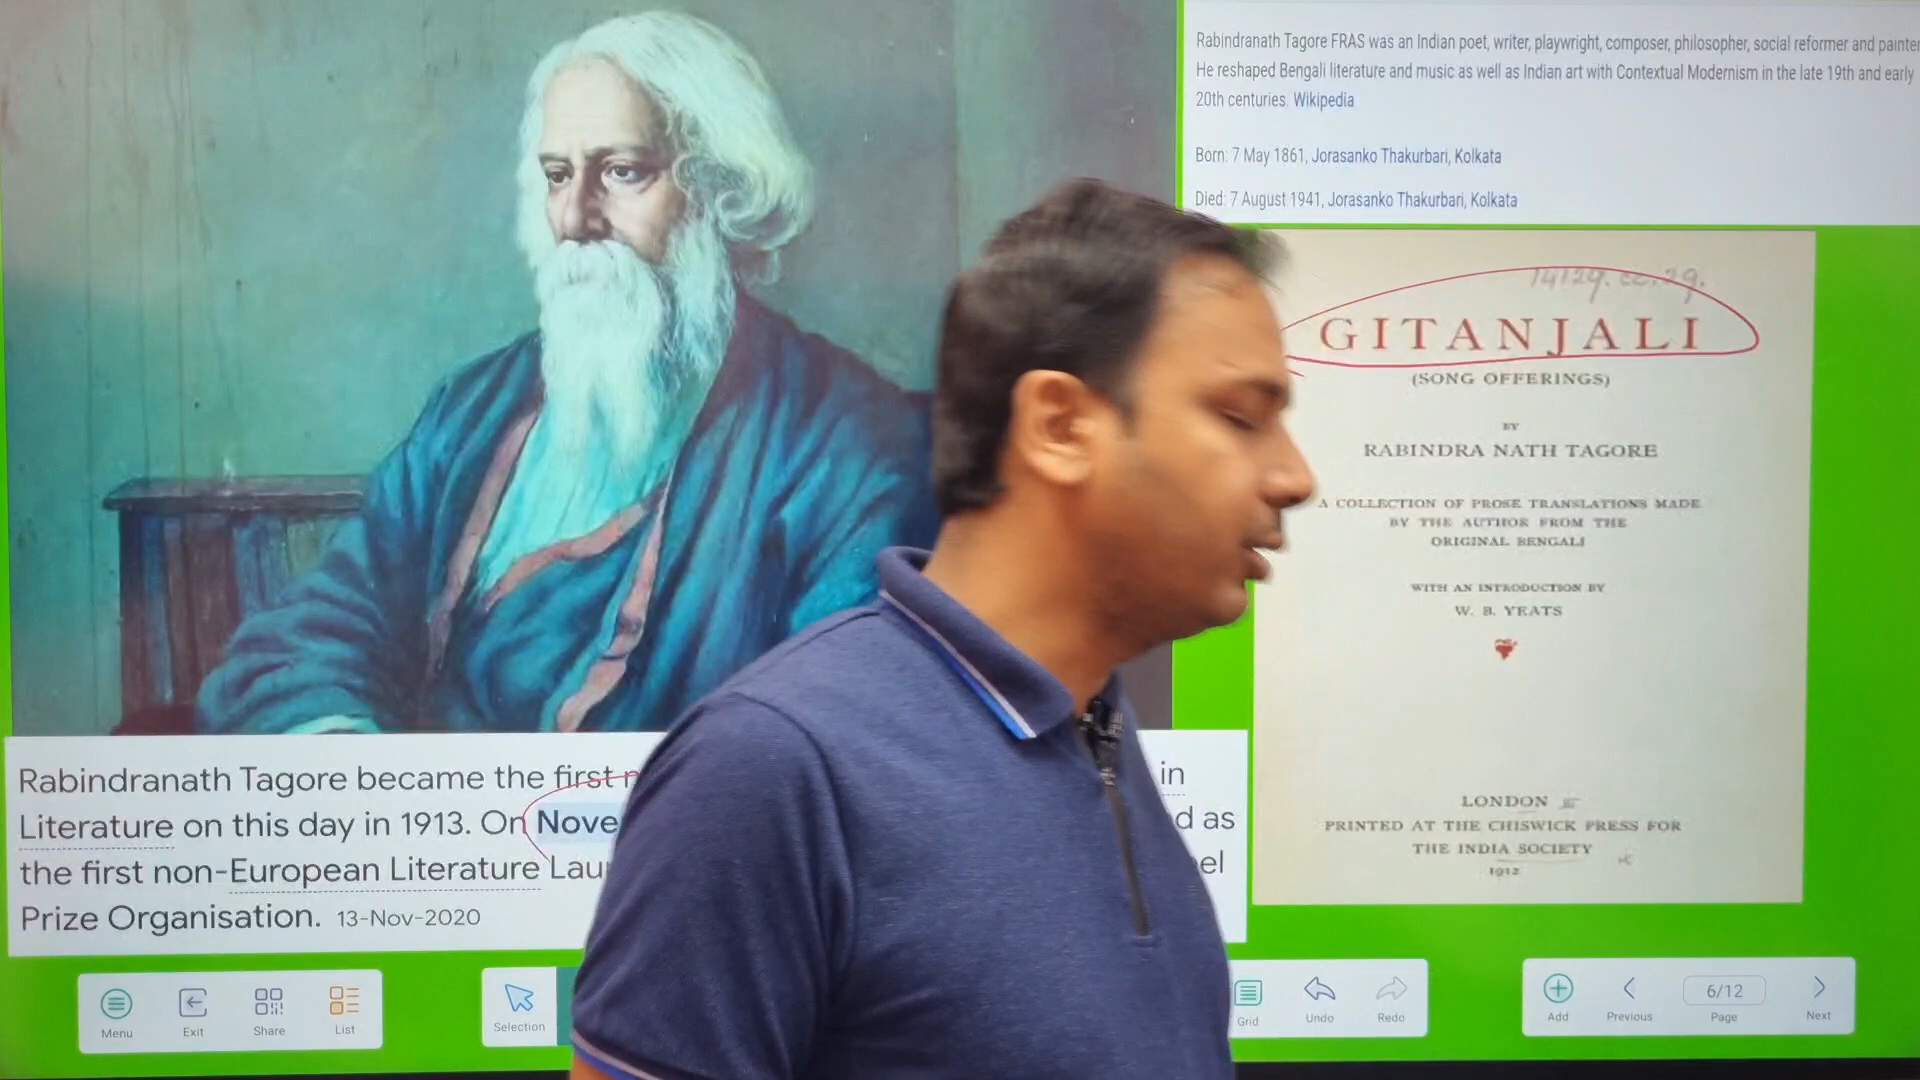 Rabindranath Tagore FRAS was an Indian poet, writer, playwright, composer, philosopher, social reformer and painter
He reshaped Bengali literature and music as well as Indian art with Contextual Modernism in the late 19th and early
20th centuries. Wikipedia
Born: 7 May 1861, Jorasanko Thakurbari, Kolkata
Died: 7 August 1941, Jorasanko Thakurbari, Kolkata
GITANJALI
(SONG OFFERINGS)
BY
RABINDRA NATH TAGORE
A COLLECTION OF PROSE TRANSLATIONS MADE
BY THE AUTHOR FROM THE
ORIGINAL BENGALI
WITH AN INTRODUCTION BY
W. B. YEATS
LONDON
PRINTED AT THE CHISWICK PRESS FOR
THE INDIA SOCIETY
1912
Rabindranath Tagore became the first in
Literature on this day in 1913. On Nove d as
the first non-European Literature Lau el
Prize Organisation. 13-Nov-2020
Menu Exit Share List Selection Grid Undo Redo Add Previous 6/12 Page Next